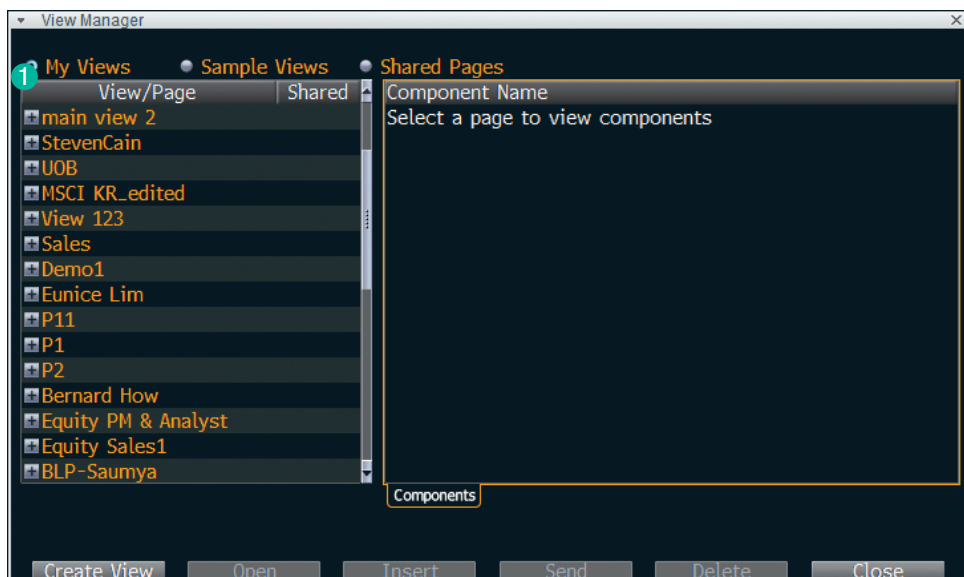 View Manager
1
My Views Sample Views Shared Pages
View/Page Shared Component Name
main view 2 Select a page to view components
StevenCain
UOB
MSCI KR_edited
View 123
Sales
Demo1
Eunice Lim
P11
P1
P2
Bernard How
Equity PM & Analyst
Equity Sales1
BLP-Saumya
Components
Create View Open Insert Send Delete Close